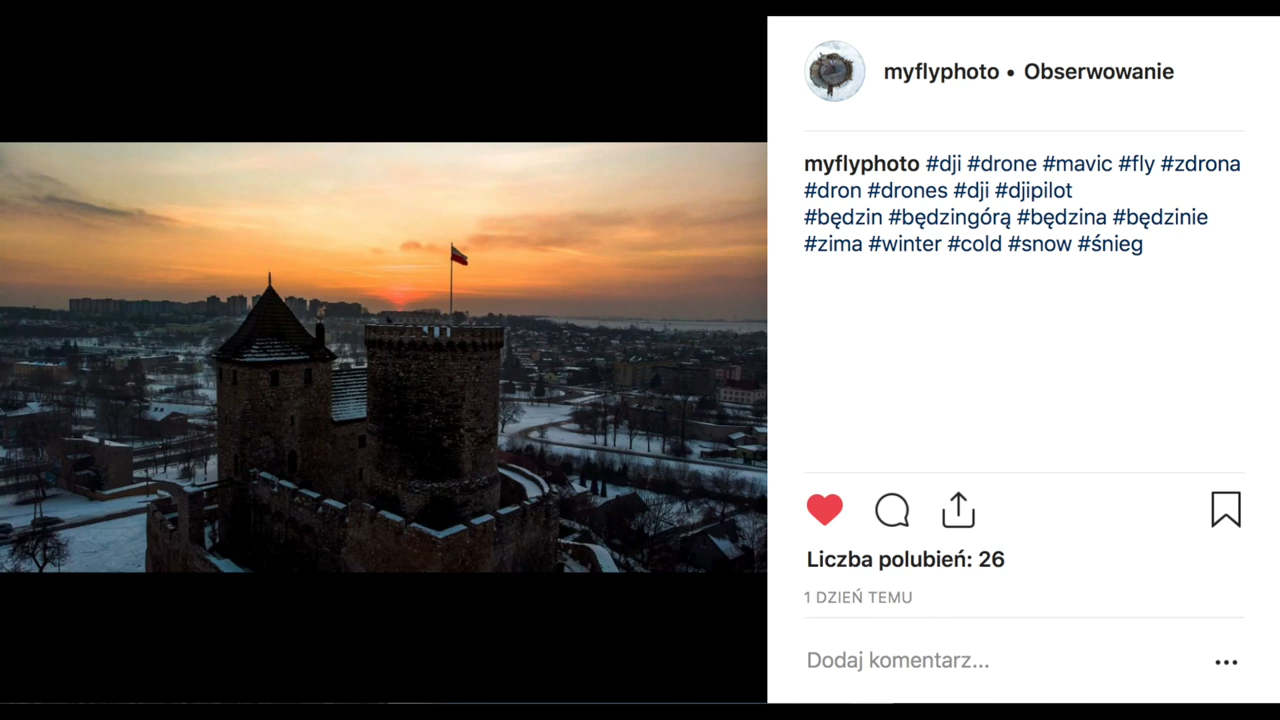 myflyphoto • Obserwowanie
myflyphoto #dji #drone #mavic #fly #zdrona
#dron #drones #dji #djipilot
#będzin #będzingórą #będzina #będzinie
#zima #winter #cold #snow #śnieg
Liczba polubień: 26
1 DZIEŃ TEMU
Dodaj komentarz...